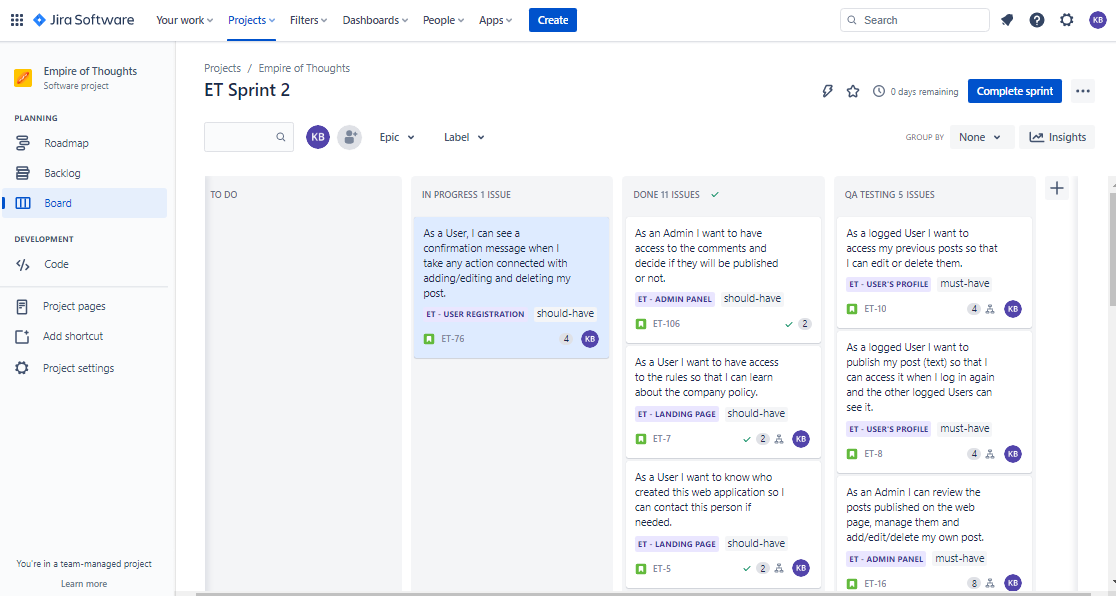 Jira Software
Your work
Projects
Filters
Dashboards
People
Apps
Create
Search
KB
Empire of Thoughts
Software project
PLANNING
Roadmap
Backlog
Board
DEVELOPMENT
Code
Project pages
Add shortcut
Project settings
You're in a team-managed project
Learn more
Projects / Empire of Thoughts
ET Sprint 2
0 days remaining
Complete sprint
KB
Epic
Label
GROUP BY
None
Insights
TO DO
IN PROGRESS 1 ISSUE
As a User, I can see a
confirmation message when I
take any action connected with
adding/editing and deleting my
post.
ET - USER REGISTRATION should-have
ET-76 4 KB
DONE 11 ISSUES
As an Admin I want to have
access to the comments and
decide if they will be published
or not.
ET - ADMIN PANEL should-have
ET-106 2
As a User I want to have access
to the rules so that I can learn
about the company policy.
ET - LANDING PAGE should-have
ET-7 2 KB
As a User I want to know who
created this web application so I
can contact this person if
needed.
ET - LANDING PAGE should-have
ET-5 2 KB
QA TESTING 5 ISSUES
As a logged User I want to
access my previous posts so that
I can edit or delete them.
ET - USER'S PROFILE must-have
ET-10 4 KB
As a logged User I want to
publish my post (text) so that I
can access it when I log in again
and the other logged Users can
see it.
ET - USER'S PROFILE must-have
ET-8 4 KB
As an Admin I can review the
posts published on the web
page, manage them and
add/edit/delete my own post.
ET - ADMIN PANEL must-have
ET-16 8 KB